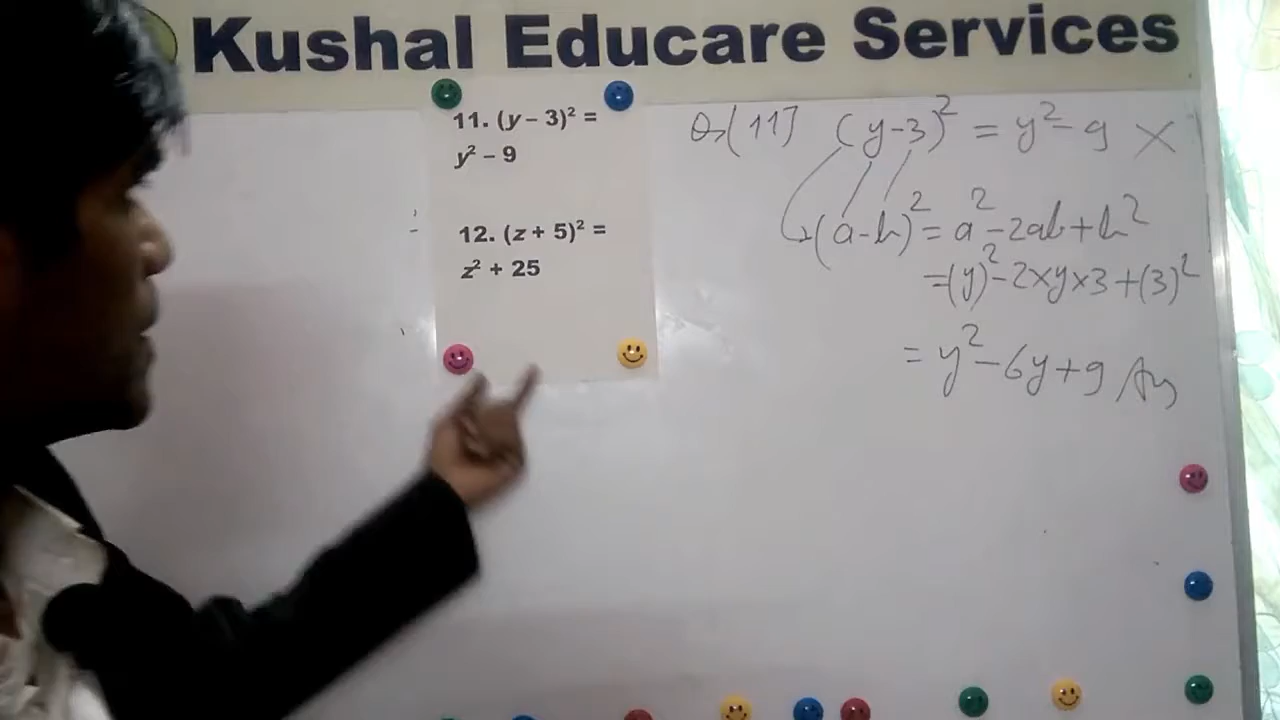 Kushal Educare Services
11. (y – 3)² =
y² – 9
12. (z + 5)² =
z² + 25
Q(11] (y-3)² = y²-9 ×
(a-b)² = a²-2ab+b²
=(y)²-2×y×3+(3)²
= y²-6y+9 Ans